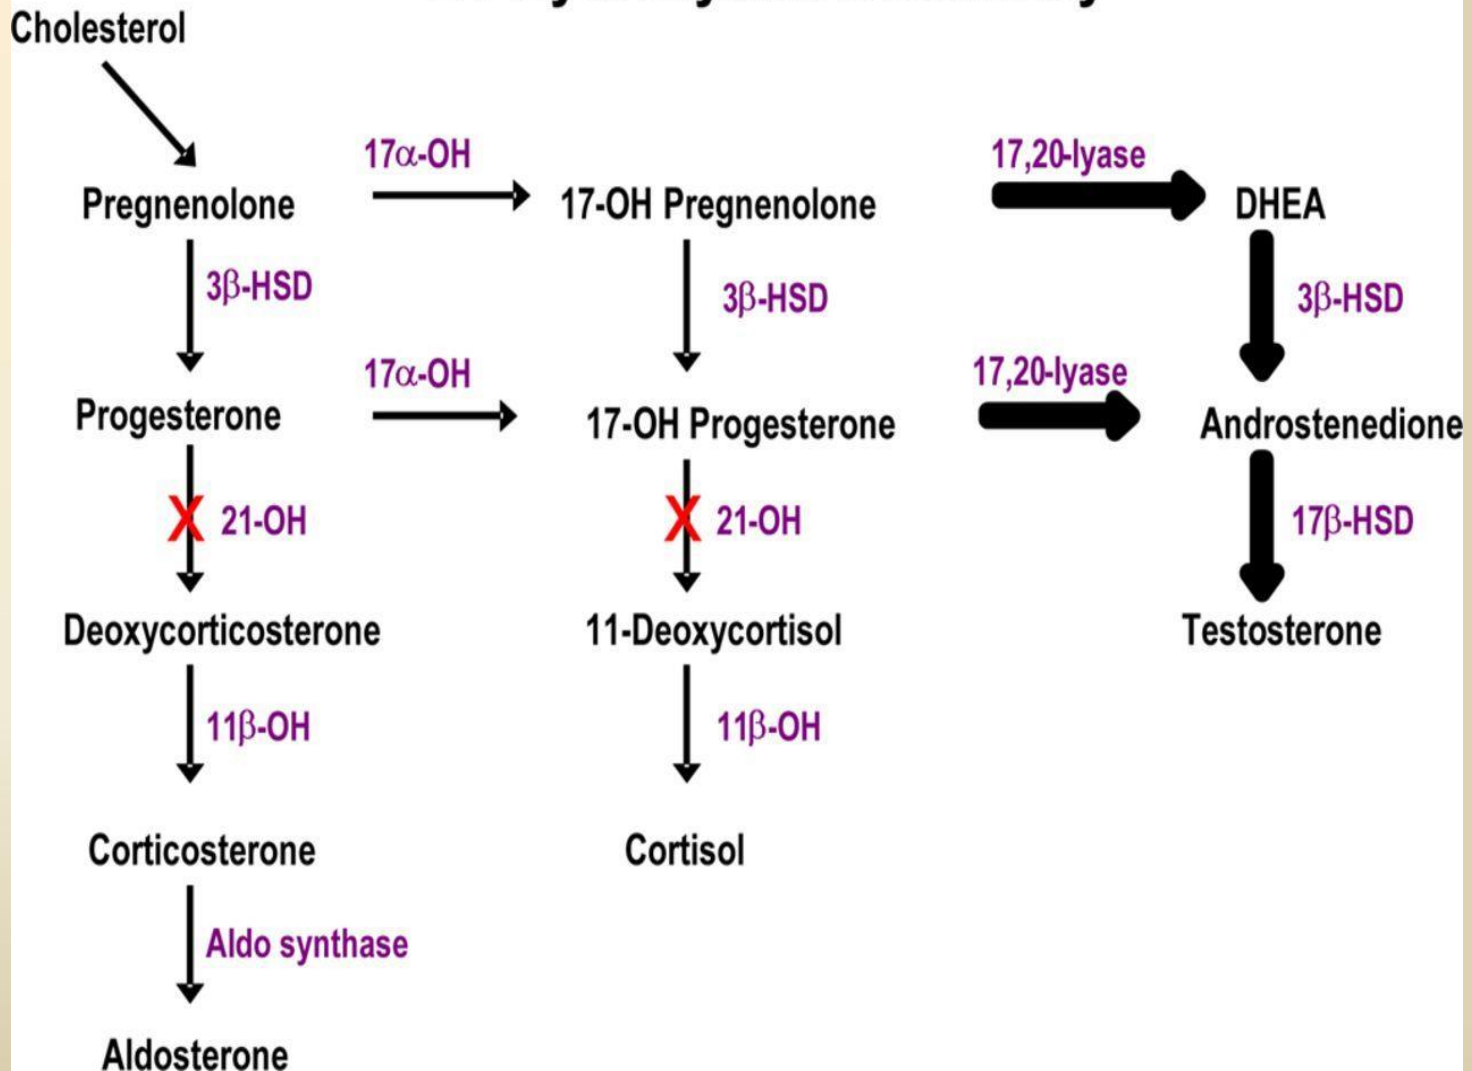 Cholesterol
17α-OH
17,20-lyase
Pregnenolone
17-OH Pregnenolone
DHEA
3β-HSD
3β-HSD
3β-HSD
17α-OH
17,20-lyase
Progesterone
17-OH Progesterone
Androstenedione
X 21-OH
X 21-OH
17β-HSD
Deoxycorticosterone
11-Deoxycortisol
Testosterone
11β-OH
11β-OH
Corticosterone
Cortisol
Aldo synthase
Aldosterone